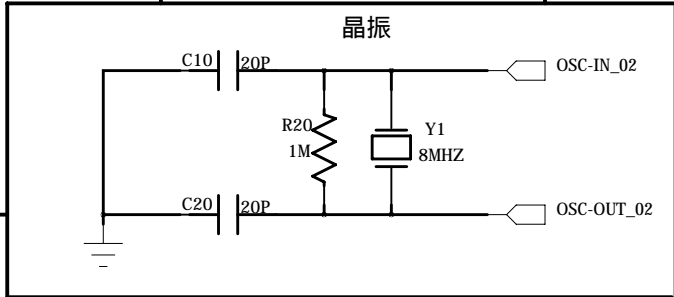 晶振
C10
20P
OSC-IN_02
R20
1M
Y1
8MHZ
C20
20P
OSC-OUT_02